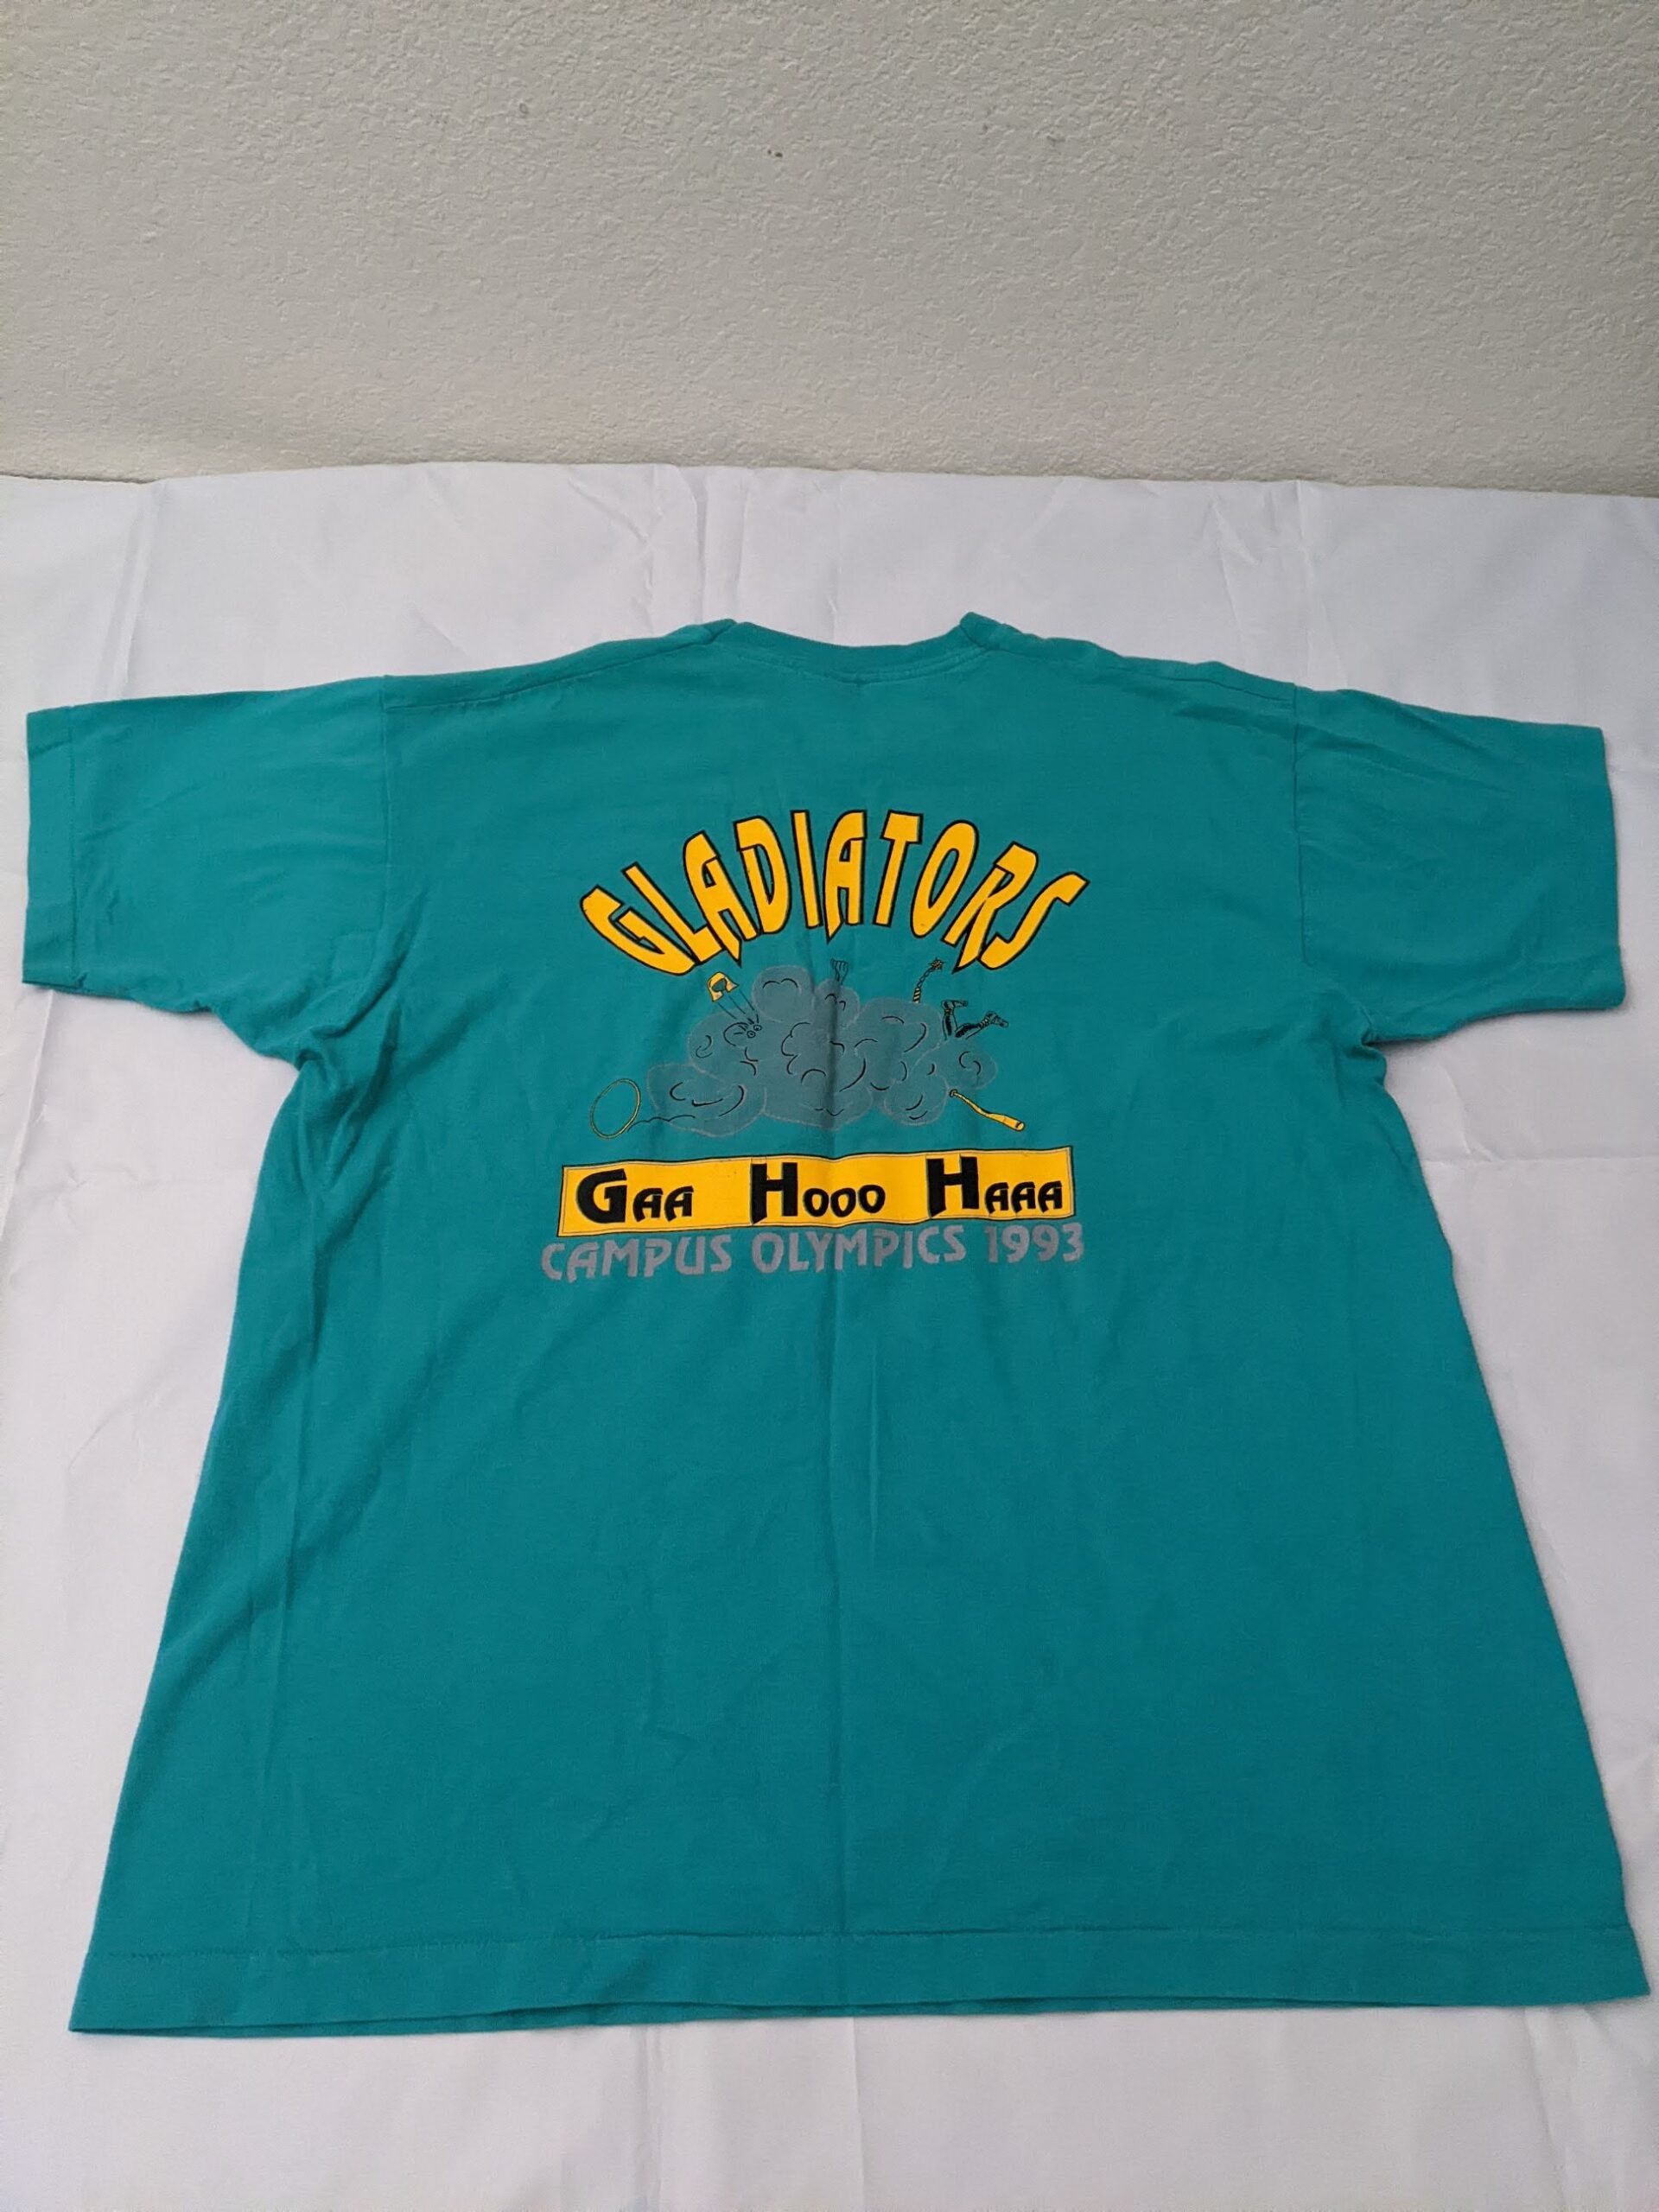 GLADIATORS
GAA HOOO HAAA
CAMPUS OLYMPICS 1993